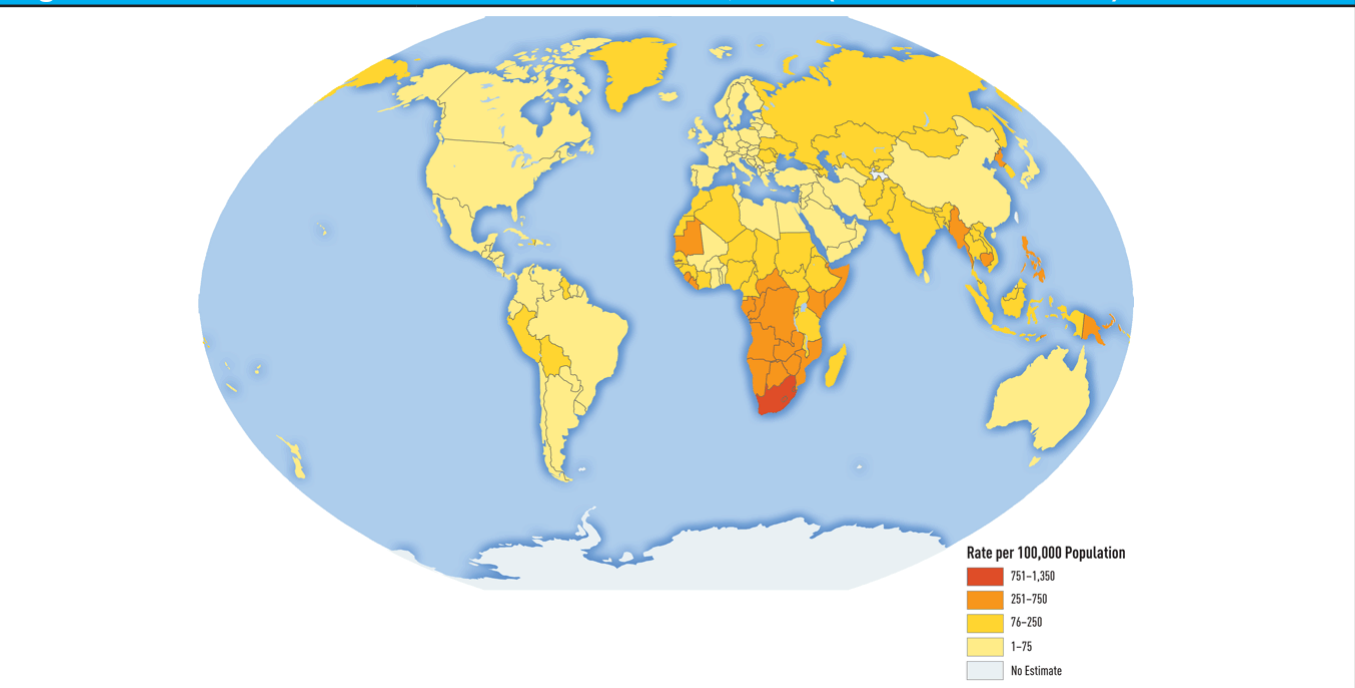 Rate per 100,000 Population
751–1,350
251–750
76–250
1–75
No Estimate